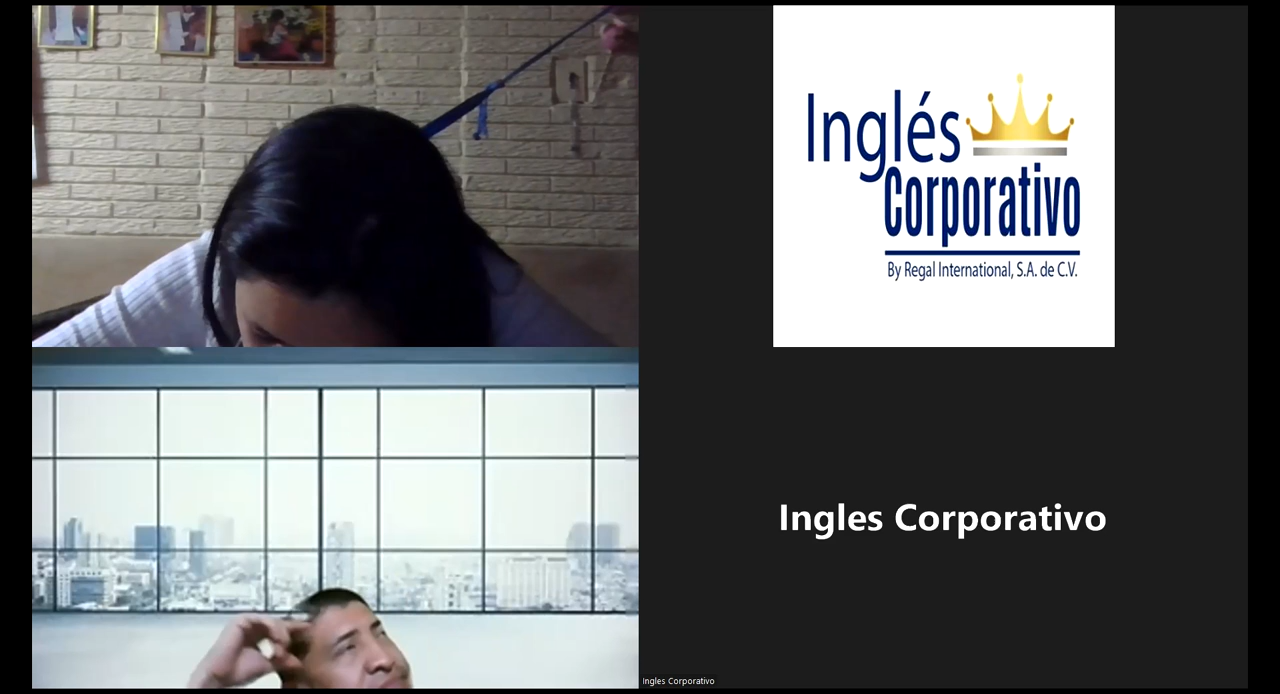 Inglés
Corporativo
By Regal International, S.A. de C.V.
Ingles Corporativo
Ingles Corporativo